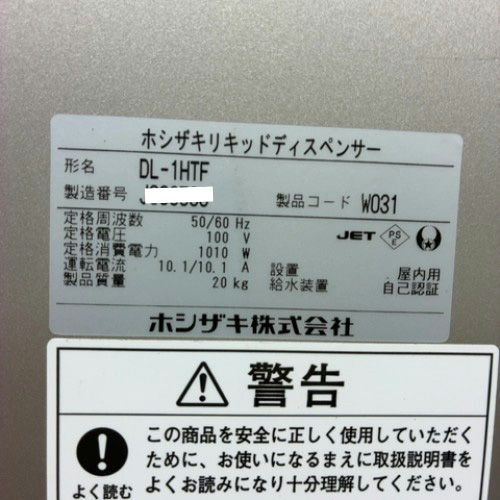 ホシザキリキッドディスペンサー
形名 DL-1HTF
製造番号
製品コード W031
定格周波数 50/60 Hz
定格電圧 100 V
定格消費電力 1010 W
運転電流 10.1/10.1 A
製品質量 20 kg
JET PSE
設置 屋内用
給水装置 自己認証
ホシザキ株式会社
警告
よく読む
この商品を安全に正しく使用していただく
ために、お使いになるまえに取扱説明書を
よくお読みになり十分理解してください。